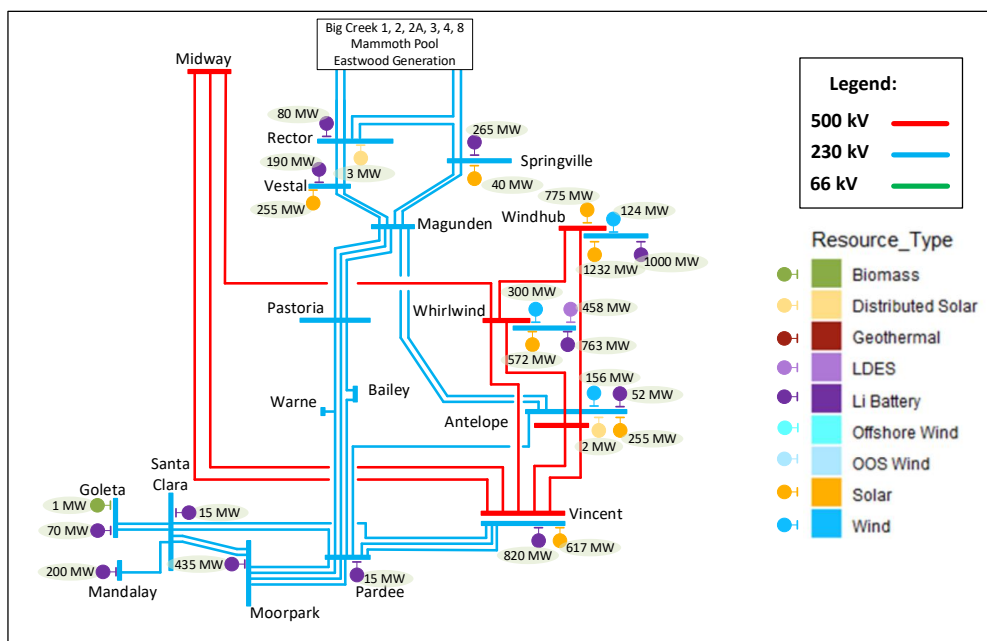 Big Creek 1, 2, 2A, 3, 4, 8
Mammoth Pool
Eastwood Generation
Midway
Legend:
500 kV
230 kV
66 kV
80 MW
Rector
3 MW
265 MW
Springville
40 MW
190 MW
Vestal
255 MW
Magunden
775 MW
Windhub
124 MW
1232 MW
1000 MW
Resource_Type
Biomass
Distributed Solar
Geothermal
LDES
Li Battery
Offshore Wind
OOS Wind
Solar
Wind
Pastoria
Whirlwind
300 MW
458 MW
572 MW
763 MW
Bailey
Warne
Antelope
156 MW
52 MW
2 MW
255 MW
Santa
Clara
Goleta
1 MW
15 MW
70 MW
Vincent
820 MW
617 MW
200 MW
Mandalay
435 MW
Moorpark
15 MW
Pardee